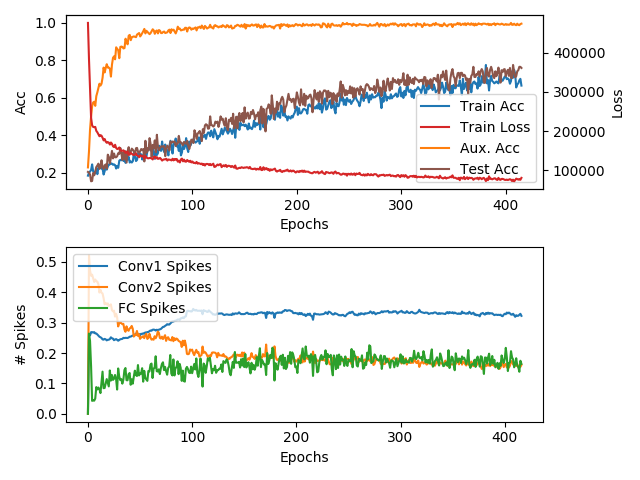 1.0
0.8
0.6
0.4
0.2
Acc
400000
300000
200000
100000
Loss
Train Acc
Train Loss
Aux. Acc
Test Acc
0 100 200 300 400
Epochs
0.5
0.4
0.3
0.2
0.1
0.0
# Spikes
Conv1 Spikes
Conv2 Spikes
FC Spikes
0 100 200 300 400
Epochs